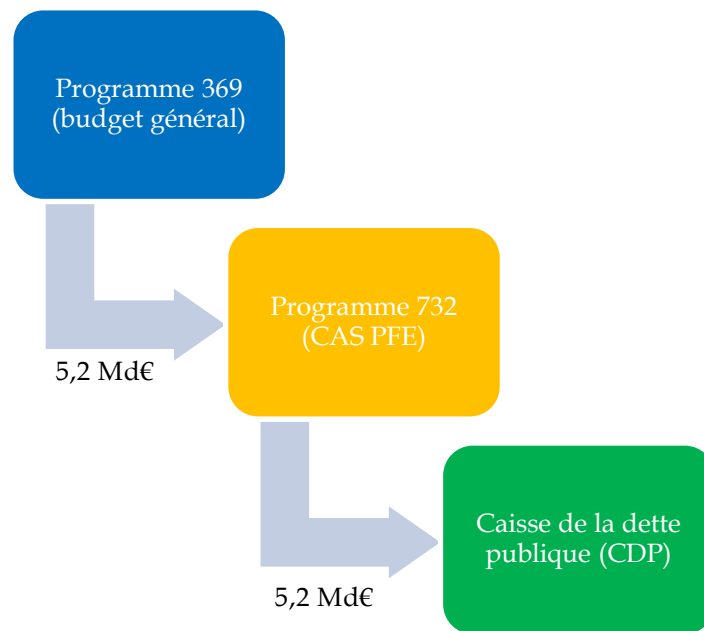 Programme 369
(budget général)
5,2 Md€
Programme 732
(CAS PFE)
5,2 Md€
Caisse de la dette
publique (CDP)